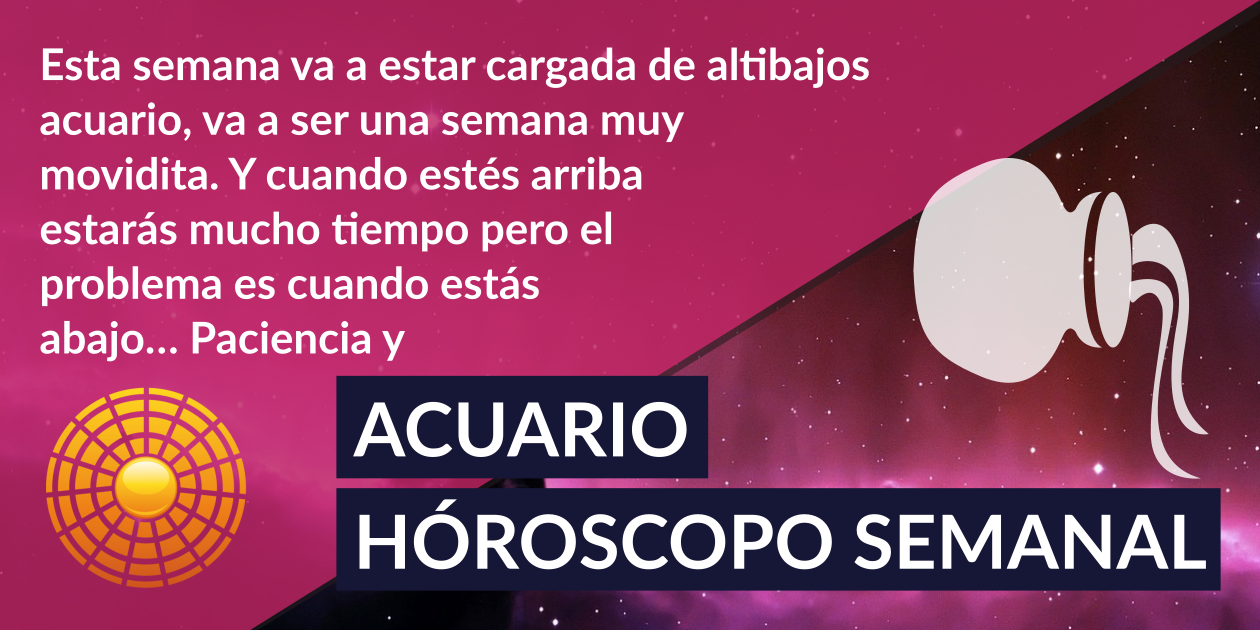 Esta semana va a estar cargada de altibajos
acuario, va a ser una semana muy
movidita. Y cuando estés arriba
estarás mucho tiempo pero el
problema es cuando estás
abajo... Paciencia y
ACUARIO
HÓROSCOPO SEMANAL